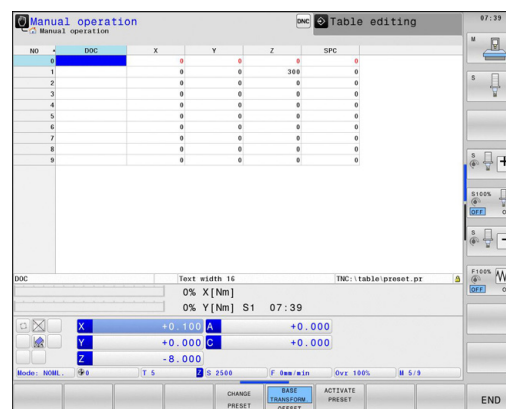 Manual operation DNC Table editing 07:39
Manual operation
NO DOC X Y Z SPC
0 0 0 0 0
1 0 0 300 0
2 0 0 0 0
3 0 0 0 0
4 0 0 0 0
5 0 0 0 0
6 0 0 0 0
7 0 0 0 0
8 0 0 0 0
9 0 0 0 0
M
S
S
S100%
OFF
S
F100% W
OFF
DOC Text width 16 TNC:\table\preset.pr
0% X[Nm]
0% Y[Nm] S1 07:39
X +0.100 A +0.000
Y +0.000 C +0.000
Z -8.000
Mode: NOML. 0 T 5 Z S 2500 F 0mm/min Ovr 100% M 5/9
CHANGE PRESET
BASE TRANSFORM. OFFSET
ACTIVATE PRESET
END